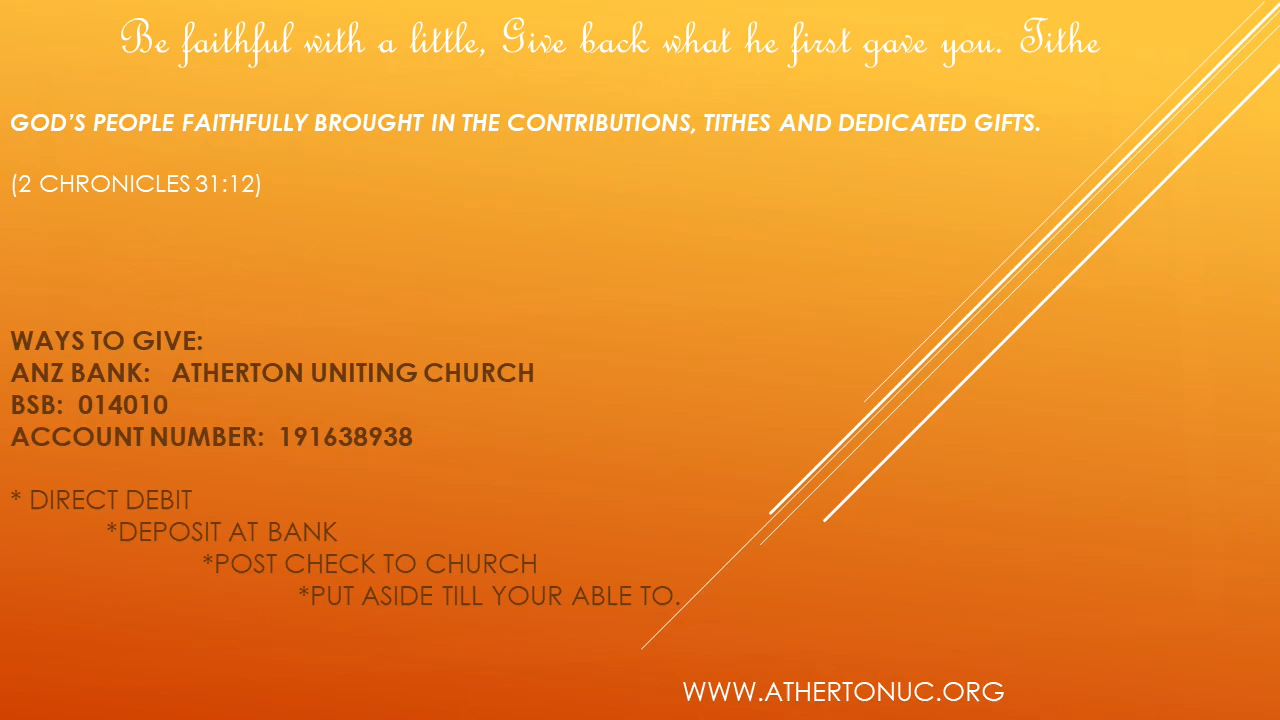 Be faithful with a little, Give back what he first gave you. Tithe
GOD'S PEOPLE FAITHFULLY BROUGHT IN THE CONTRIBUTIONS, TITHES AND DEDICATED GIFTS.
(2 CHRONICLES 31:12)
WAYS TO GIVE:
ANZ BANK: ATHERTON UNITING CHURCH
BSB: 014010
ACCOUNT NUMBER: 191638938
* DIRECT DEBIT
*DEPOSIT AT BANK
*POST CHECK TO CHURCH
*PUT ASIDE TILL YOUR ABLE TO.
WWW.ATHERTONUC.ORG